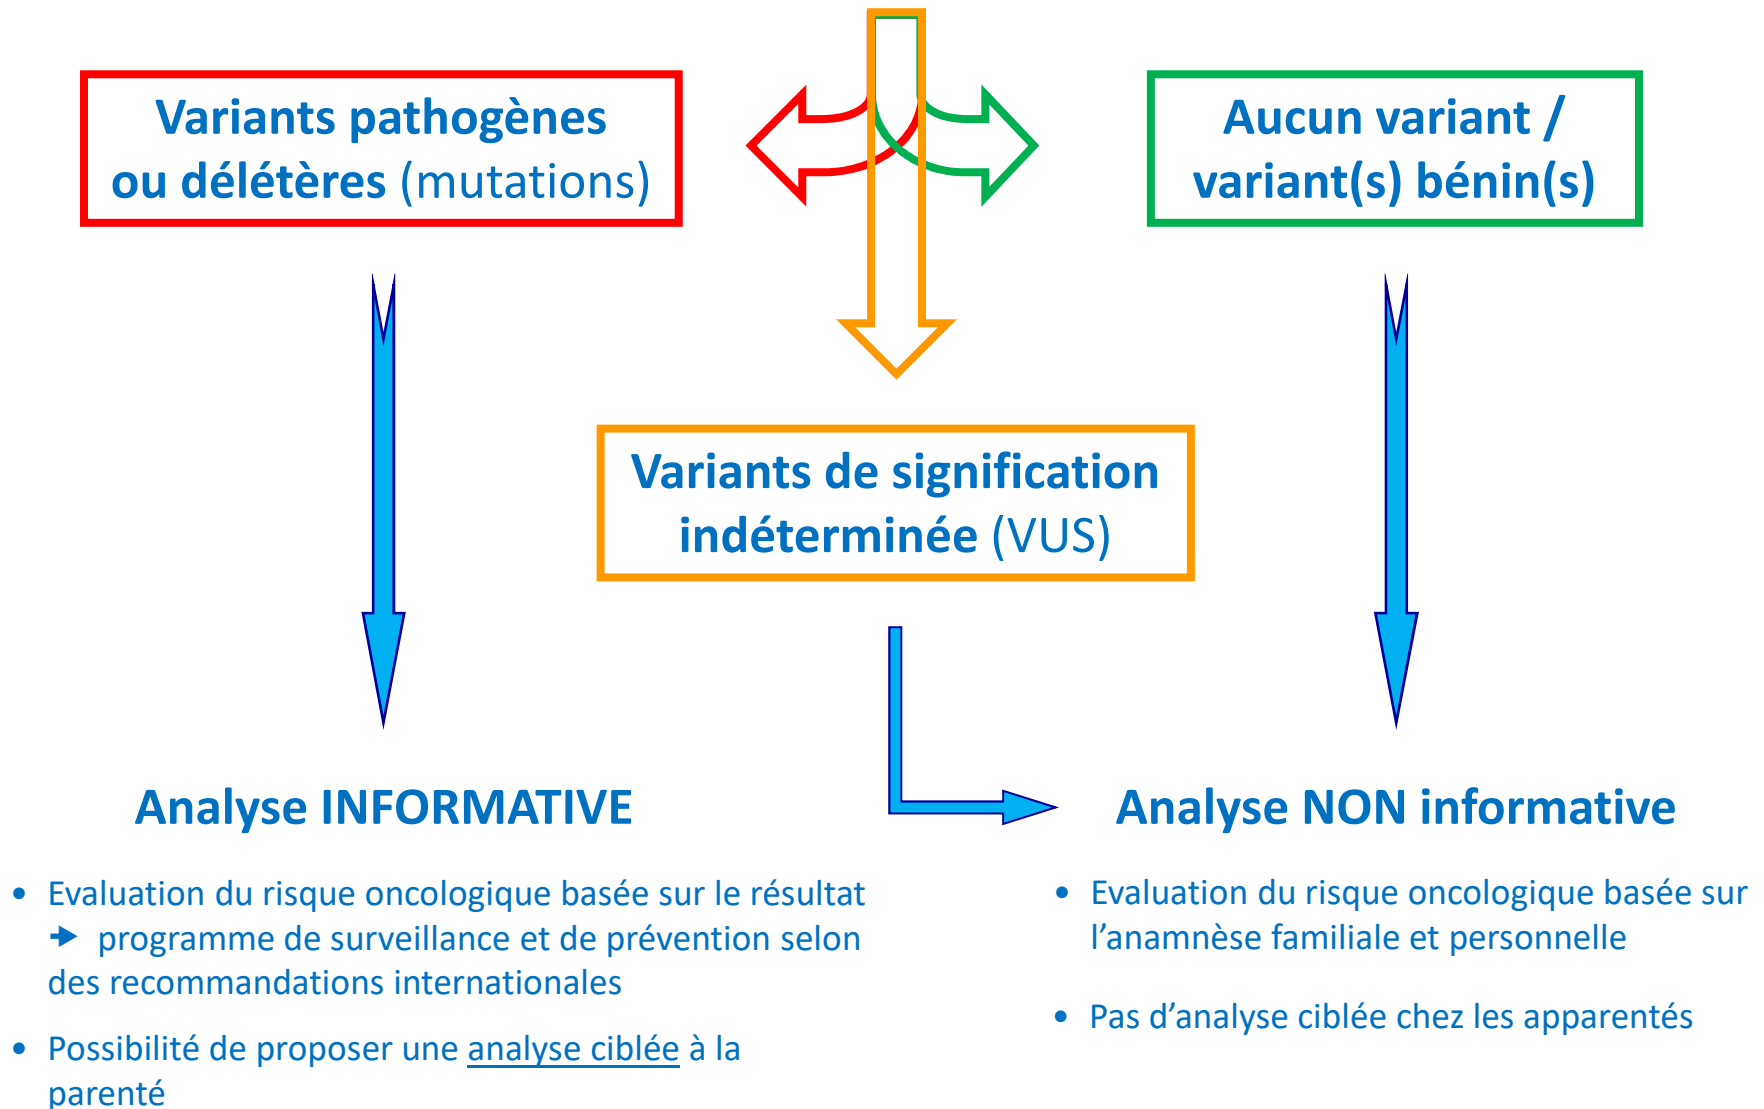 Variants pathogènes
ou délétères (mutations)
Aucun variant /
variant(s) bénin(s)
Variants de signification
indéterminée (VUS)
Analyse INFORMATIVE
• Evaluation du risque oncologique basée sur le résultat
➜ programme de surveillance et de prévention selon
des recommandations internationales
• Possibilité de proposer une analyse ciblée à la
parenté
Analyse NON informative
• Evaluation du risque oncologique basée sur
l’anamnèse familiale et personnelle
• Pas d’analyse ciblée chez les apparentés